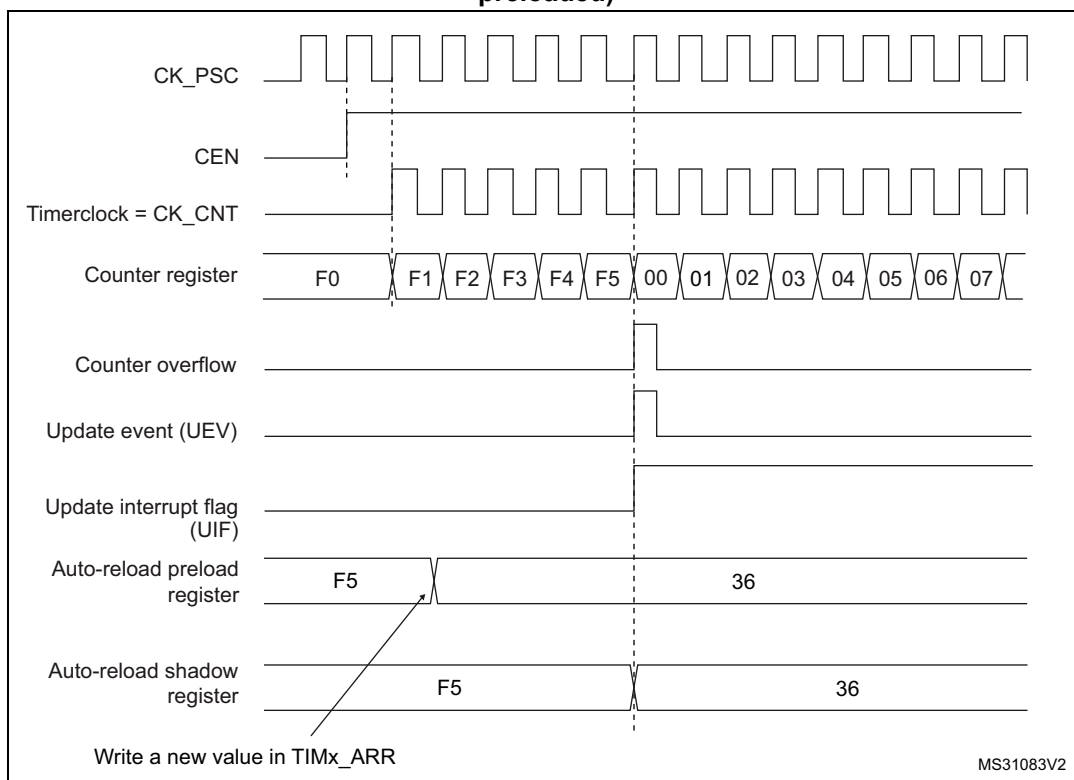 preloaded)
CK_PSC
CEN
Timerclock = CK_CNT
Counter register
F0 F1 F2 F3 F4 F5 00 01 02 03 04 05 06 07
Counter overflow
Update event (UEV)
Update interrupt flag
(UIF)
Auto-reload preload
register
F5 36
Auto-reload shadow
register
F5 36
Write a new value in TIMx_ARR
MS31083V2